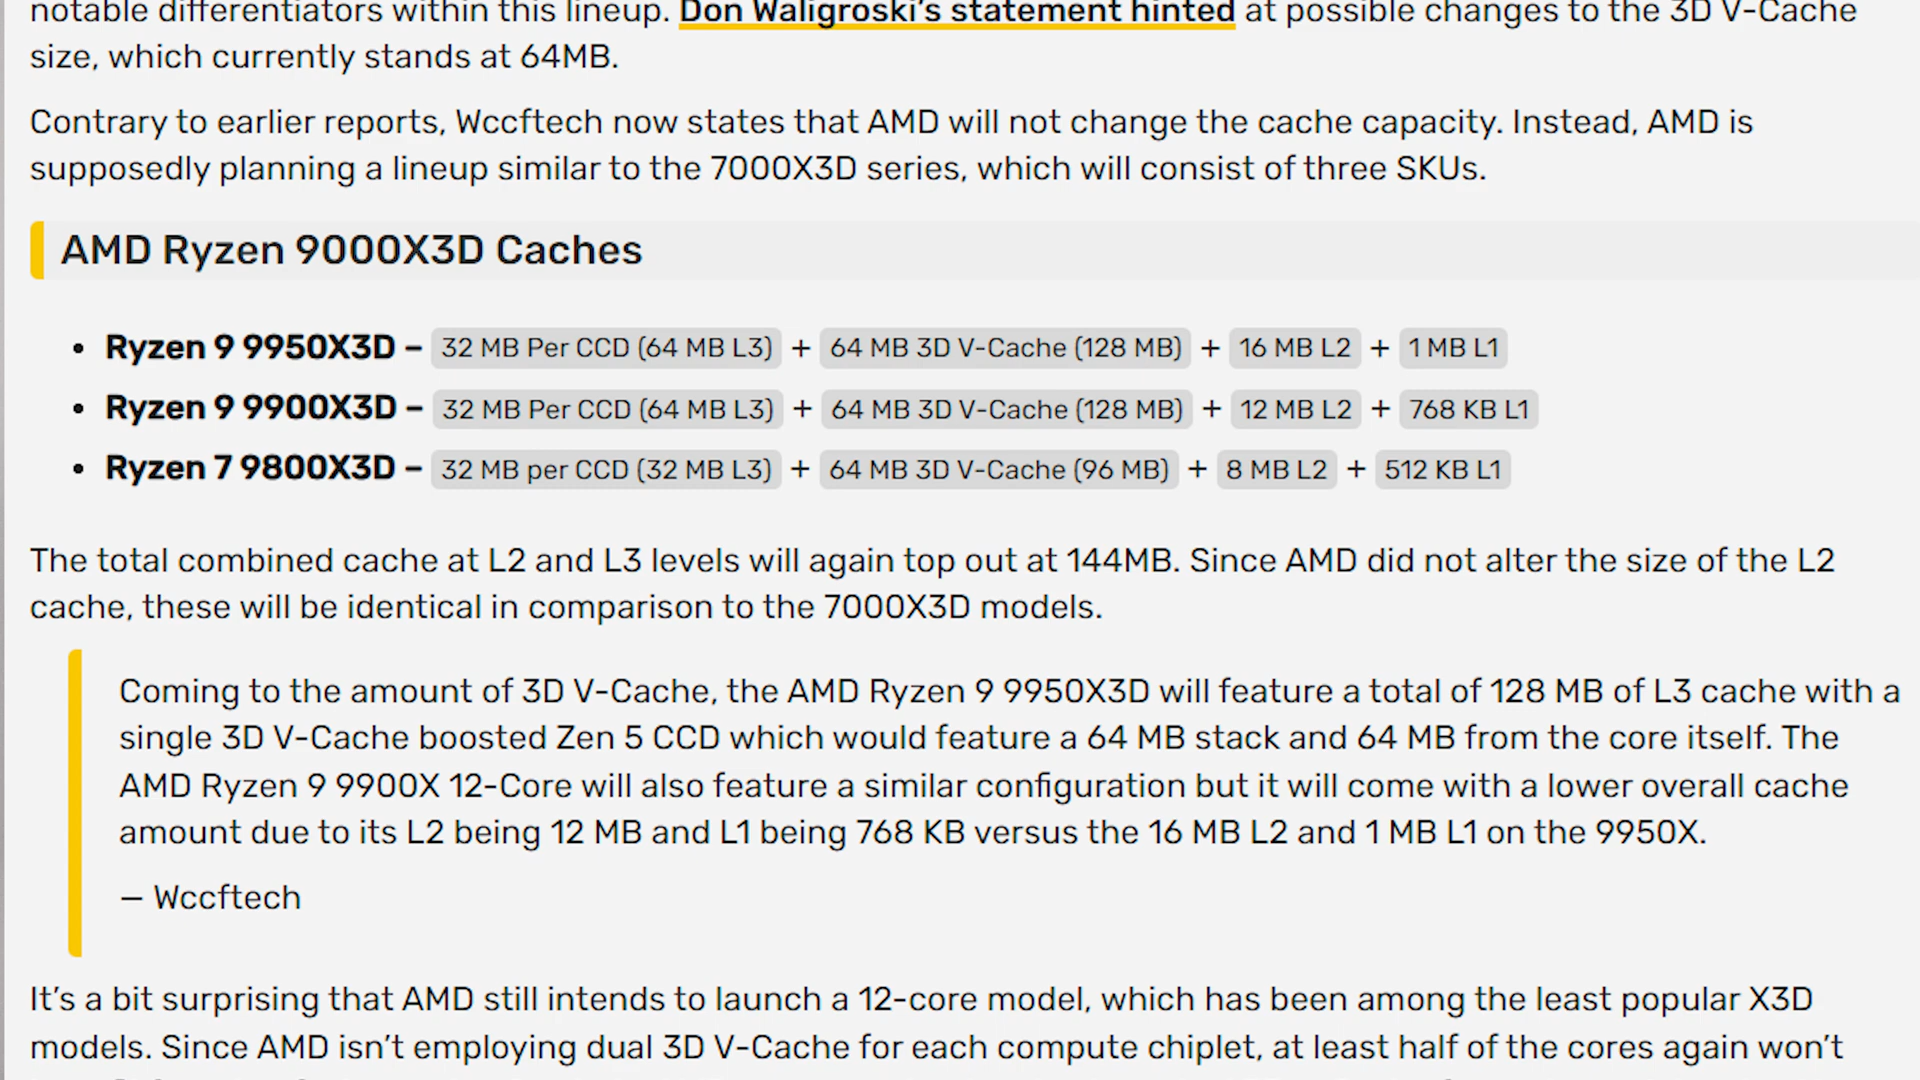 notable differentiators within this lineup. Don Waligroski's statement hinted at possible changes to the 3D V-Cache
size, which currently stands at 64MB.
Contrary to earlier reports, Wccftech now states that AMD will not change the cache capacity. Instead, AMD is
supposedly planning a lineup similar to the 7000X3D series, which will consist of three SKUs.
AMD Ryzen 9000X3D Caches
• Ryzen 9 9950X3D – 32 MB Per CCD (64 MB L3) + 64 MB 3D V-Cache (128 MB) + 16 MB L2 + 1 MB L1
• Ryzen 9 9900X3D – 32 MB Per CCD (64 MB L3) + 64 MB 3D V-Cache (128 MB) + 12 MB L2 + 768 KB L1
• Ryzen 7 9800X3D – 32 MB per CCD (32 MB L3) + 64 MB 3D V-Cache (96 MB) + 8 MB L2 + 512 KB L1
The total combined cache at L2 and L3 levels will again top out at 144MB. Since AMD did not alter the size of the L2
cache, these will be identical in comparison to the 7000X3D models.
Coming to the amount of 3D V-Cache, the AMD Ryzen 9 9950X3D will feature a total of 128 MB of L3 cache with a
single 3D V-Cache boosted Zen 5 CCD which would feature a 64 MB stack and 64 MB from the core itself. The
AMD Ryzen 9 9900X 12-Core will also feature a similar configuration but it will come with a lower overall cache
amount due to its L2 being 12 MB and L1 being 768 KB versus the 16 MB L2 and 1 MB L1 on the 9950X.
— Wccftech
It's a bit surprising that AMD still intends to launch a 12-core model, which has been among the least popular X3D
models. Since AMD isn't employing dual 3D V-Cache for each compute chiplet, at least half of the cores again won't